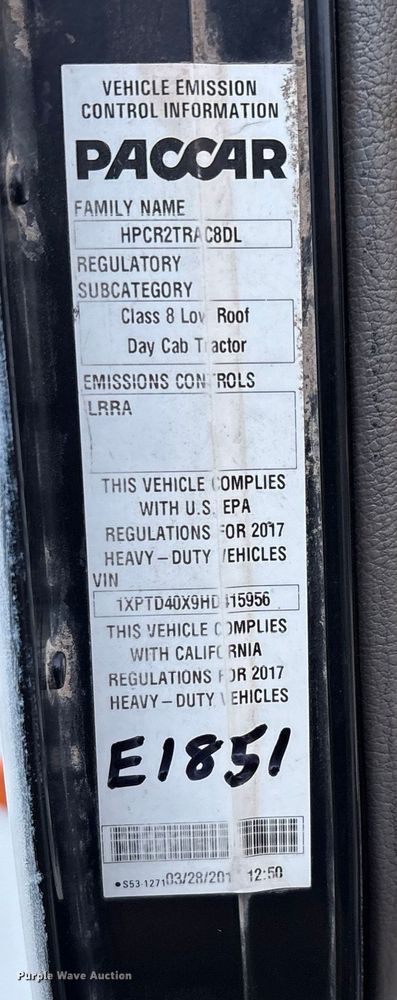 VEHICLE EMISSION
CONTROL INFORMATION
PACCAR
FAMILY NAME
HPCR2TRAC8DL
REGULATORY
SUBCATEGORY
Class 8 Low Roof
Day Cab Tractor
EMISSIONS CONTROLS
LRRA
THIS VEHICLE COMPLIES
WITH U.S. EPA
REGULATIONS FOR 2017
HEAVY-DUTY VEHICLES
VIN
THIS VEHICLE COMPLIES
WITH CALIFORNIA
REGULATIONS FOR 2017
HEAVY-DUTY VEHICLES
E1851
S53-1271 12:50
Purple Wave Auction